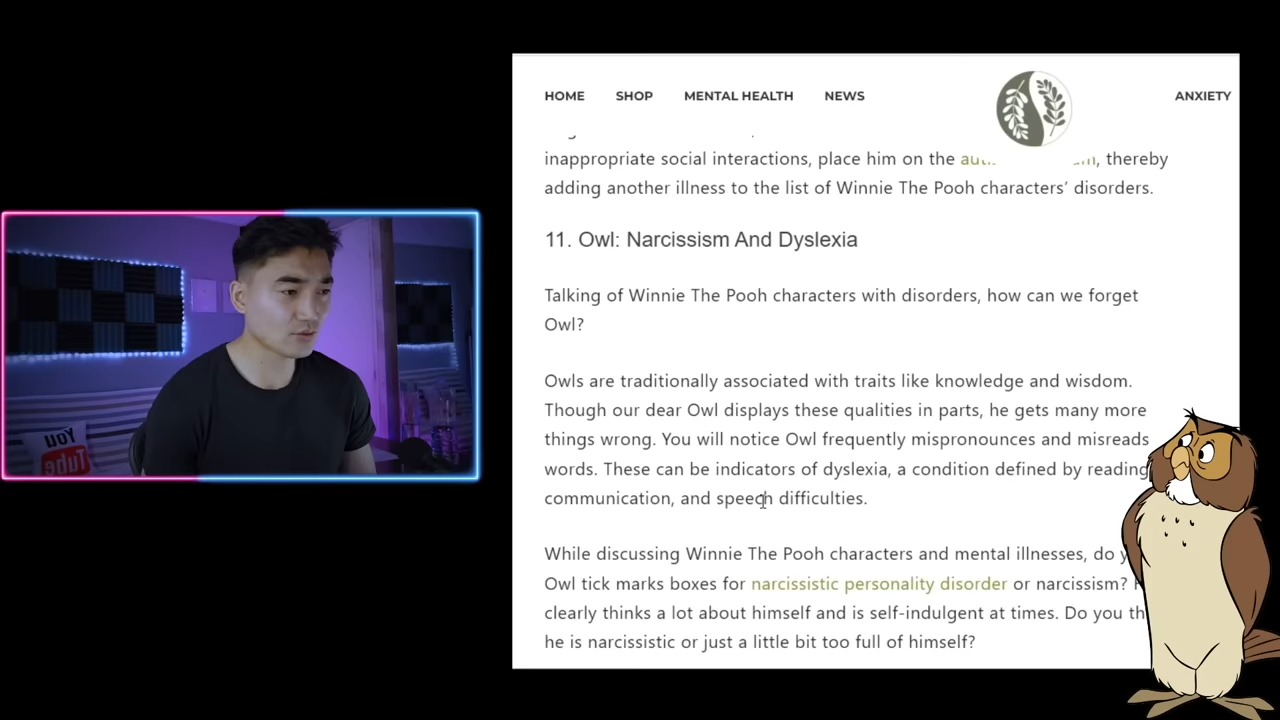 HOME SHOP MENTAL HEALTH NEWS ANXIETY
inappropriate social interactions, place him on the , thereby
adding another illness to the list of Winnie The Pooh characters’ disorders.
11. Owl: Narcissism And Dyslexia
Talking of Winnie The Pooh characters with disorders, how can we forget
Owl?
Owls are traditionally associated with traits like knowledge and wisdom.
Though our dear Owl displays these qualities in parts, he gets many more
things wrong. You will notice Owl frequently mispronounces and misreads
words. These can be indicators of dyslexia, a condition defined by reading
communication, and speech difficulties.
While discussing Winnie The Pooh characters and mental illnesses, do
Owl tick marks boxes for narcissistic personality disorder or narcissism?
clearly thinks a lot about himself and is self-indulgent at times. Do you
he is narcissistic or just a little bit too full of himself?
You
Tube